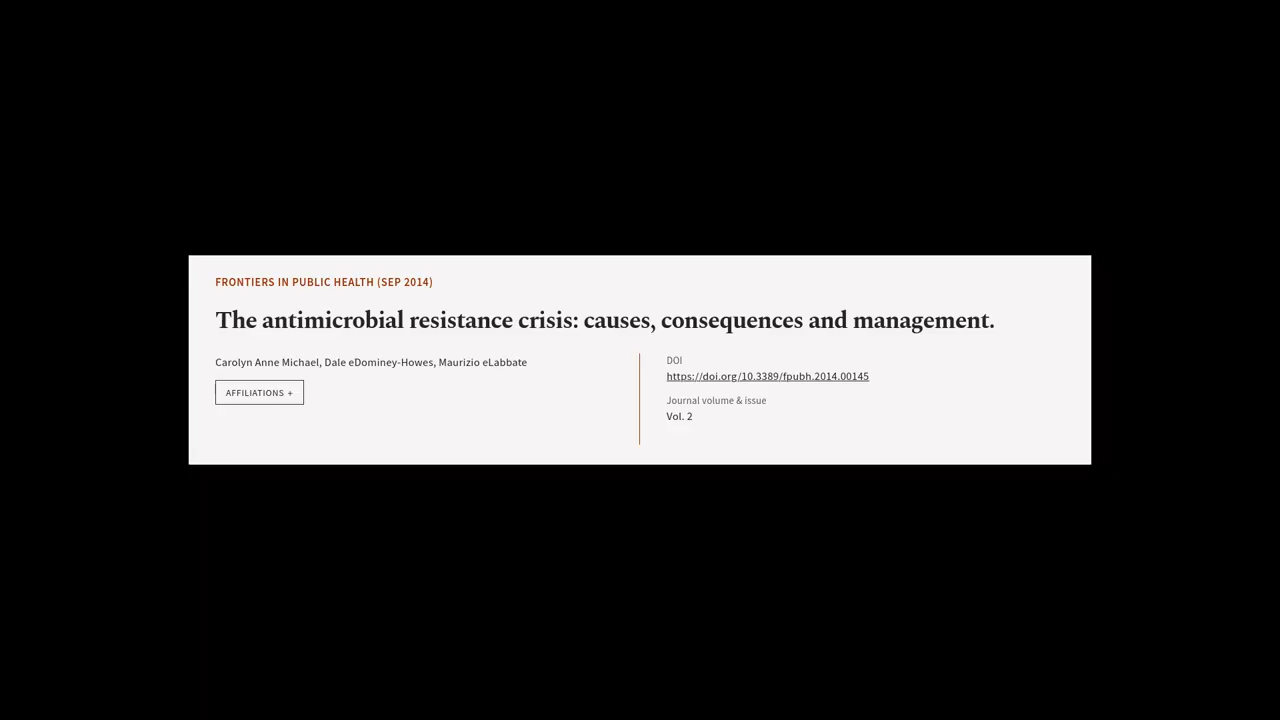 FRONTIERS IN PUBLIC HEALTH (SEP 2014)
The antimicrobial resistance crisis: causes, consequences and management.
Carolyn Anne Michael, Dale eDominey-Howes, Maurizio eLabbate
AFFILIATIONS +
DOI
https://doi.org/10.3389/fpubh.2014.00145
Journal volume & issue
Vol. 2